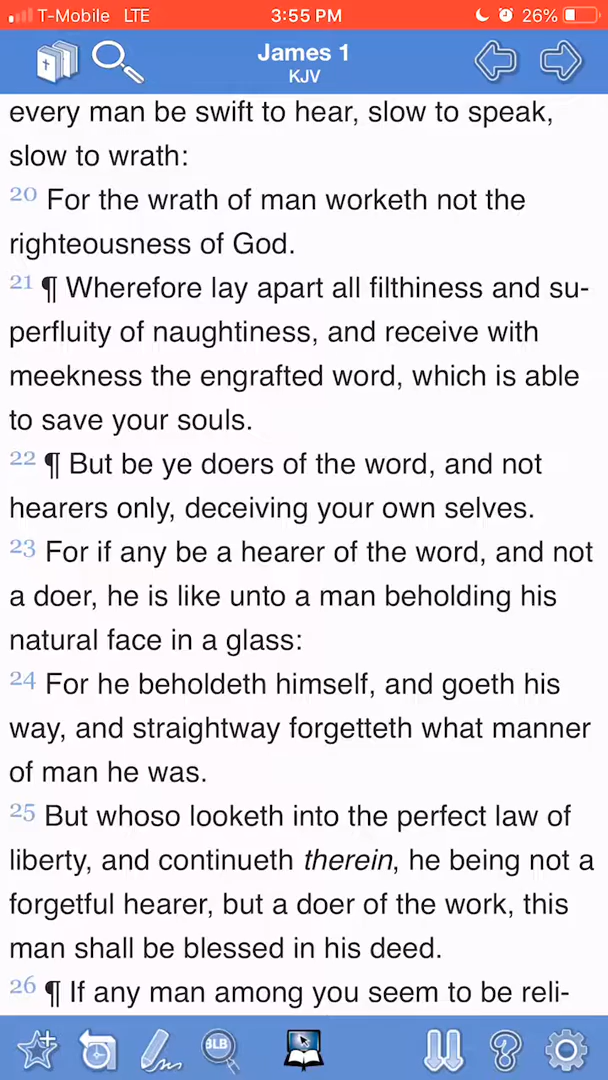 T-Mobile LTE 3:55 PM 26%
James 1
KJV
every man be swift to hear, slow to speak,
slow to wrath:
20 For the wrath of man worketh not the
righteousness of God.
21 ¶ Wherefore lay apart all filthiness and su-
perfluity of naughtiness, and receive with
meekness the engrafted word, which is able
to save your souls.
22 ¶ But be ye doers of the word, and not
hearers only, deceiving your own selves.
23 For if any be a hearer of the word, and not
a doer, he is like unto a man beholding his
natural face in a glass:
24 For he beholdeth himself, and goeth his
way, and straightway forgetteth what manner
of man he was.
25 But whoso looketh into the perfect law of
liberty, and continueth therein, he being not a
forgetful hearer, but a doer of the work, this
man shall be blessed in his deed.
26 ¶ If any man among you seem to be reli-
BLB